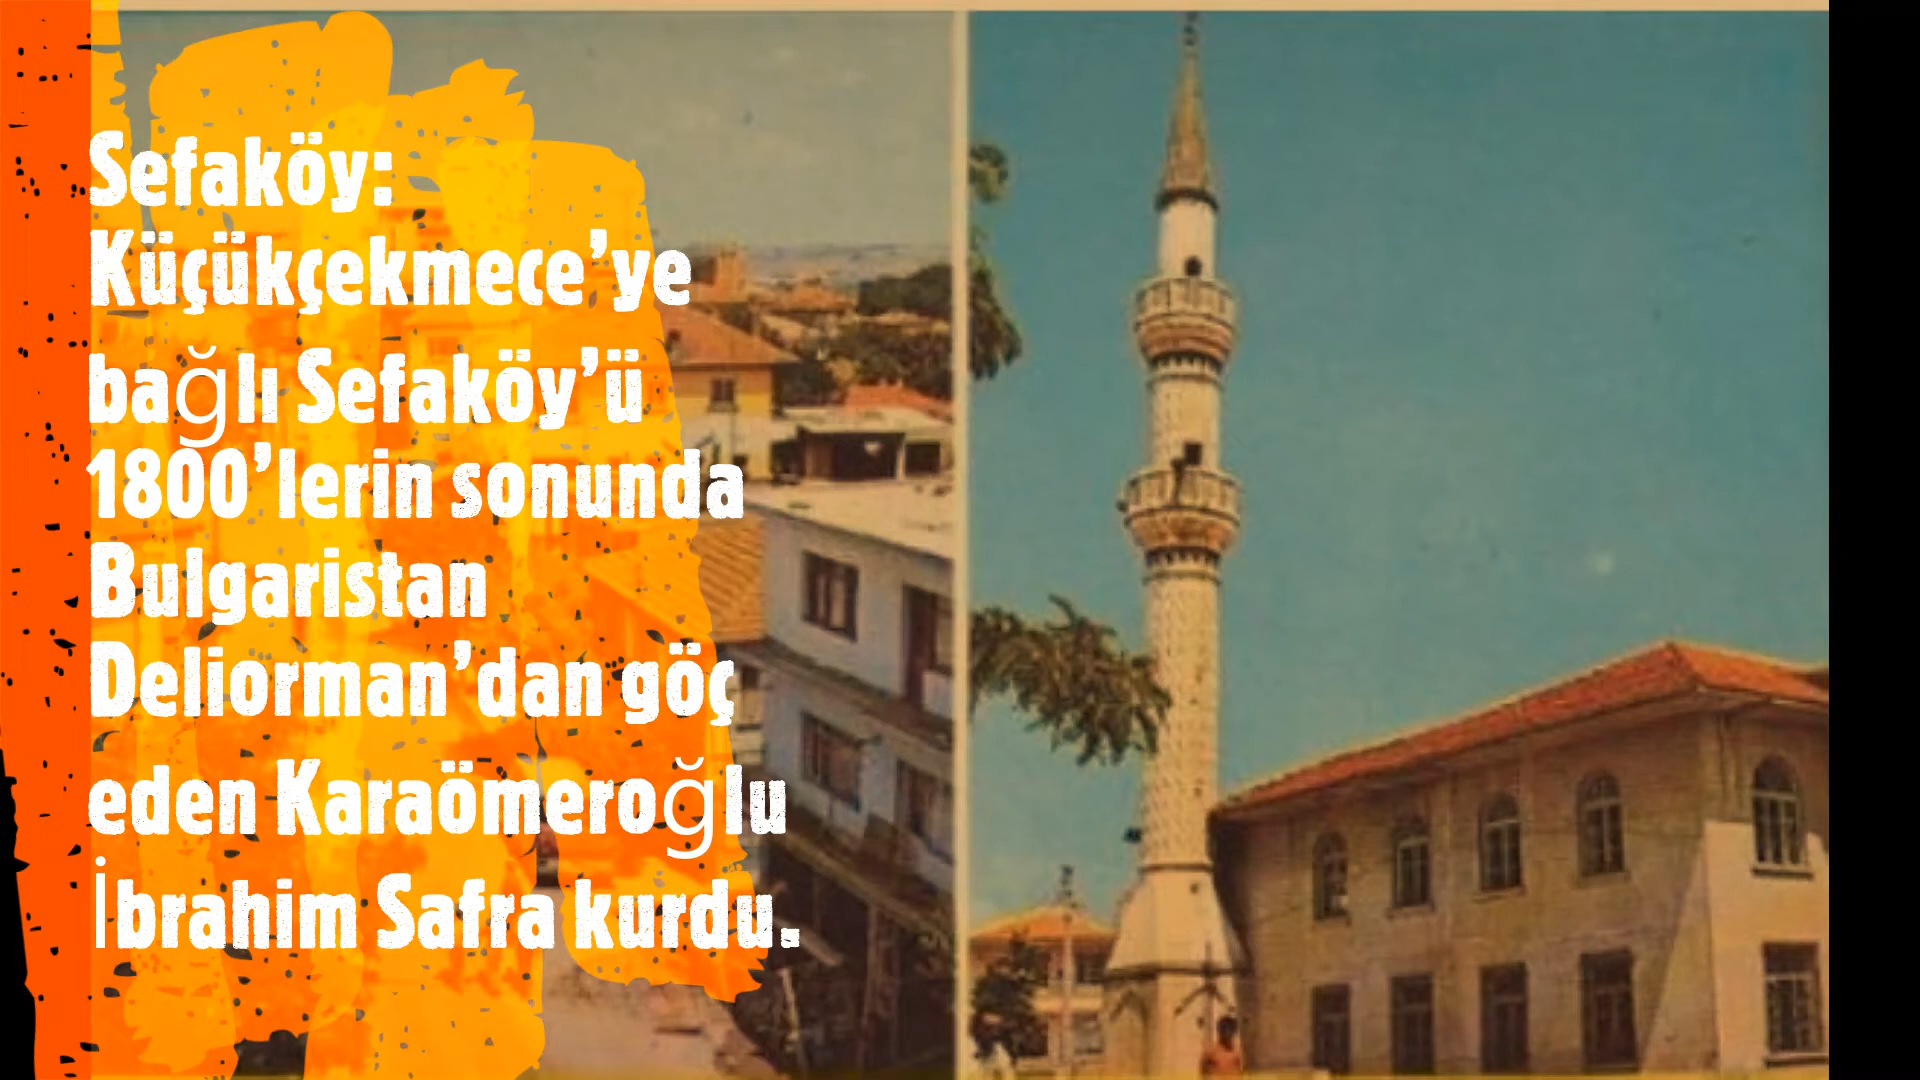 Sefaköy:
Küçükçekmece’ye
bağlı Sefaköy’ü
1800’lerin sonunda
Bulgaristan
Deliorman’dan göç
eden Karaömeroğlu
İbrahim Safra kurdu.